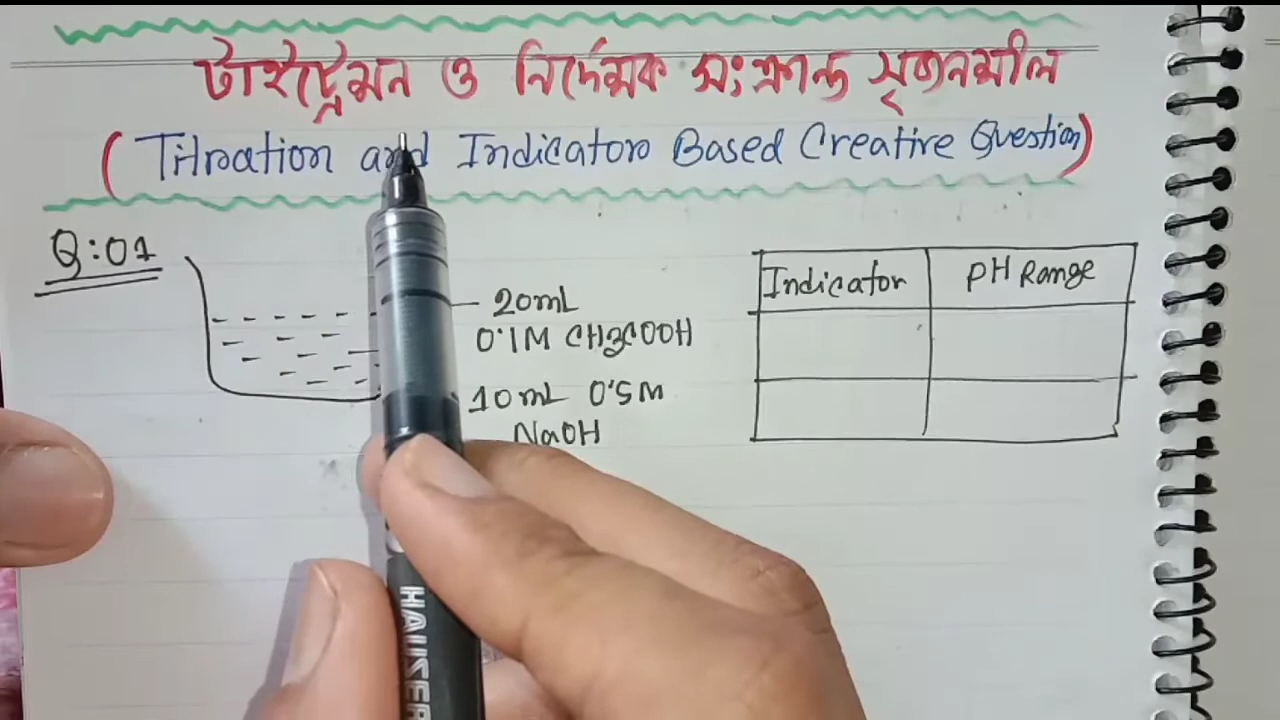 টাইট্রেশন ও নির্দেশক সংক্রান্ত সৃজনশীল
(Titration and Indicator Based Creative Question)
Q:01
20mL
0.1M CH3COOH
10mL 0.5M
NaOH
Indicator PH Range
HAUSER